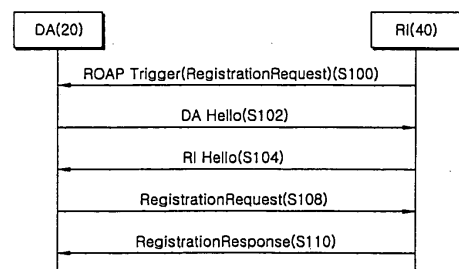 DA(20)
RI(40)
ROAP Trigger(RegistrationRequest)(S100)
DA Hello(S102)
RI Hello(S104)
RegistrationRequest(S108)
RegistrationResponse(S110)